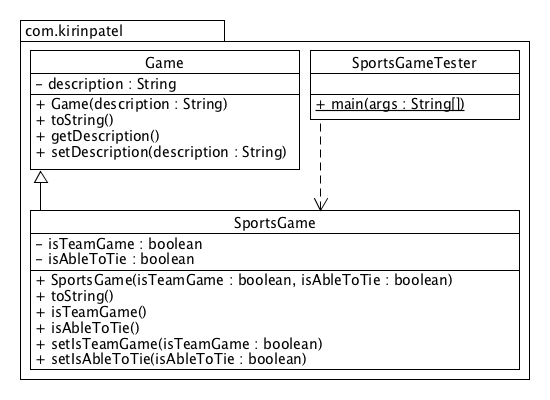 com.kirinpatel
Game
– description : String
+ Game(description : String)
+ toString()
+ getDescription()
+ setDescription(description : String)
SportsGameTester
+ main(args : String[])
SportsGame
– isTeamGame : boolean
– isAbleToTie : boolean
+ SportsGame(isTeamGame : boolean, isAbleToTie : boolean)
+ toString()
+ isTeamGame()
+ isAbleToTie()
+ setIsTeamGame(isTeamGame : boolean)
+ setIsAbleToTie(isAbleToTie : boolean)